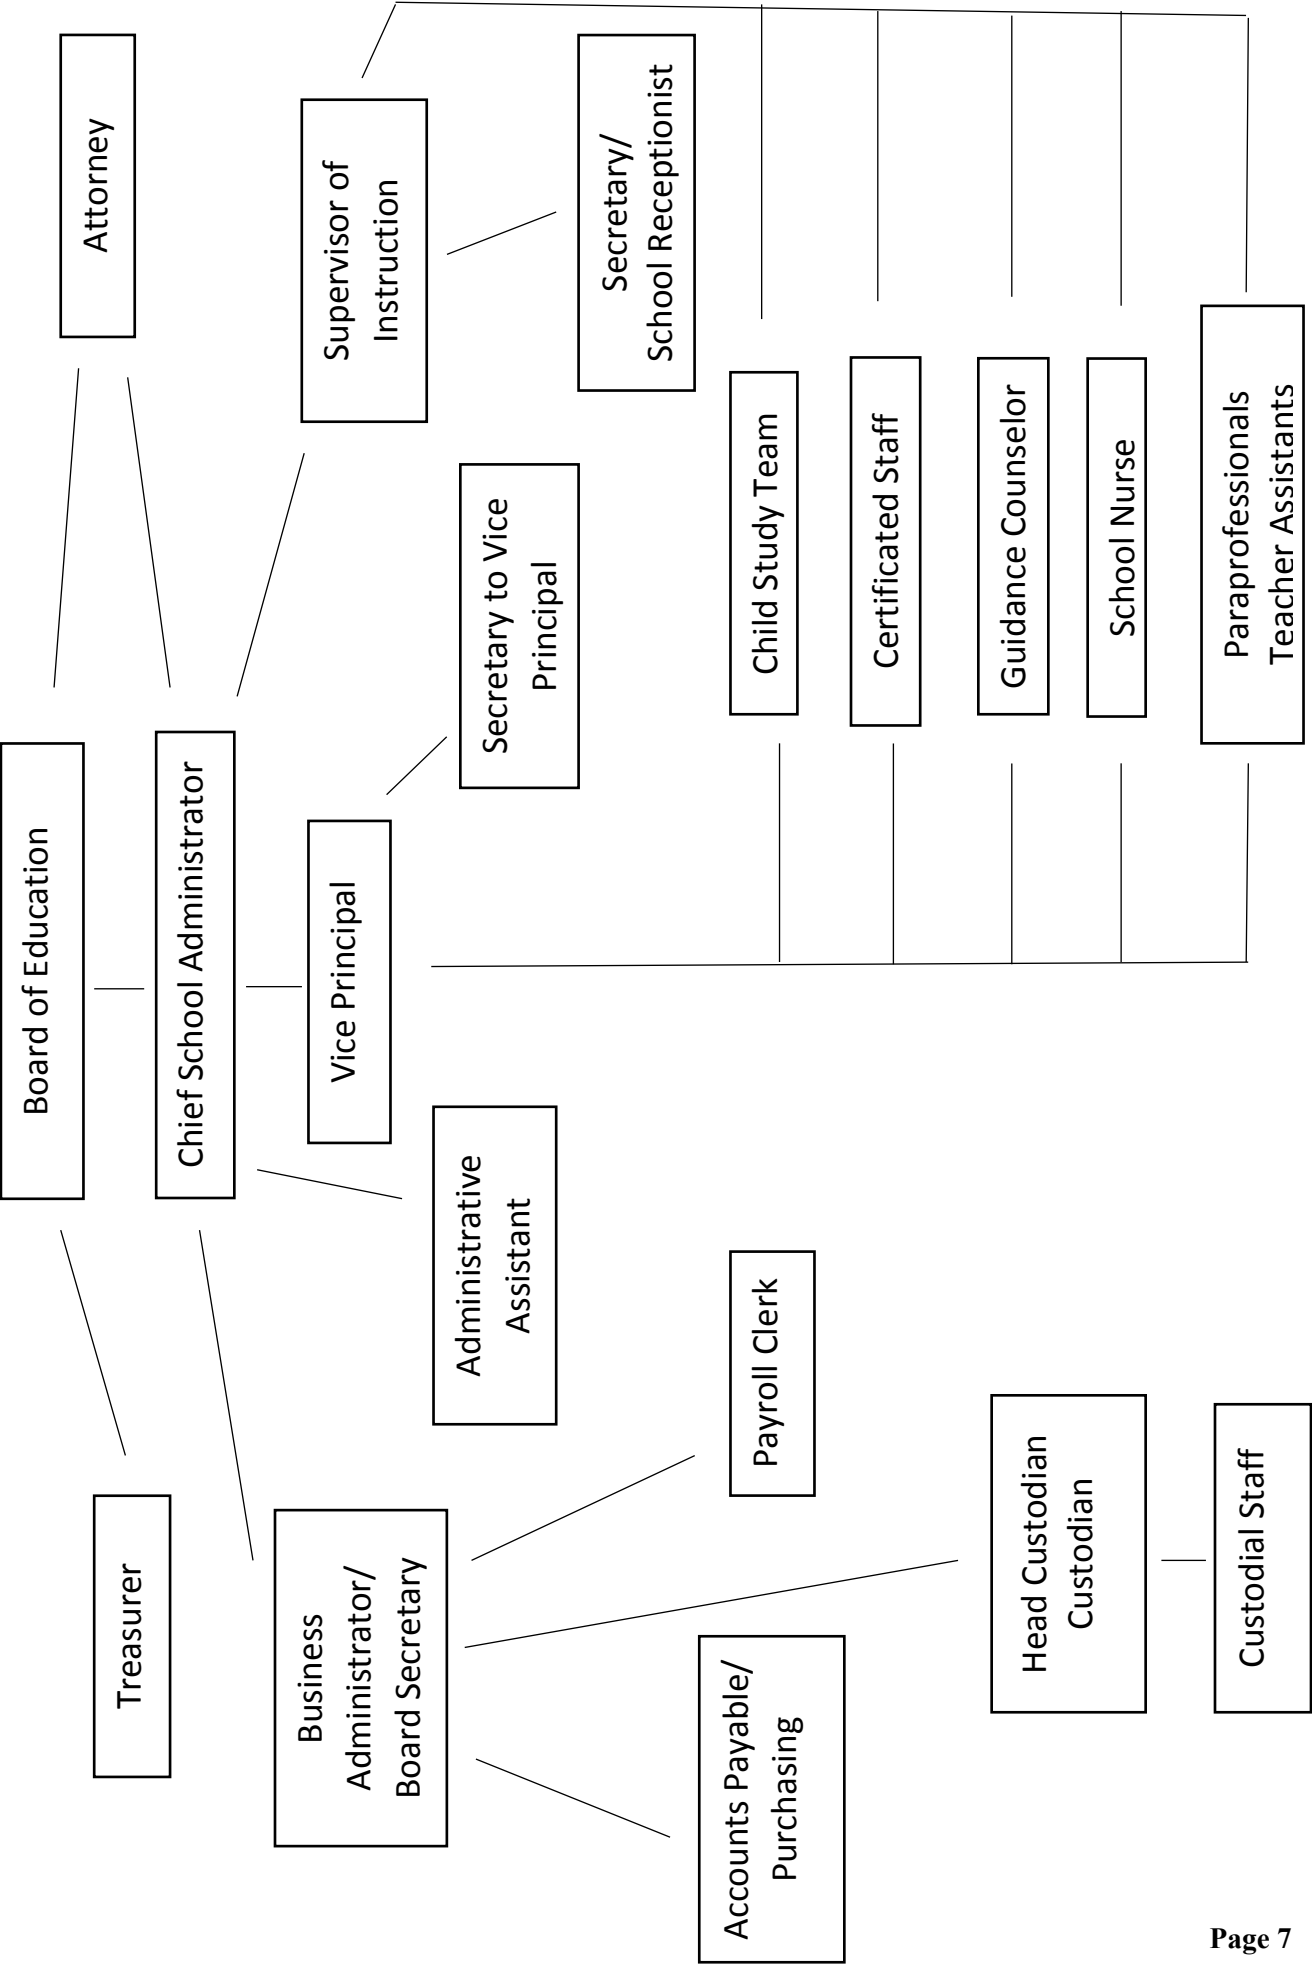 Board of Education
Treasurer
Attorney
Chief School Administrator
Business
Administrator/
Board Secretary
Vice Principal
Supervisor of
Instruction
Administrative
Assistant
Secretary to Vice
Principal
Secretary/
School Receptionist
Accounts Payable/
Purchasing
Payroll Clerk
Child Study Team
Certificated Staff
Head Custodian
Custodian
Guidance Counselor
School Nurse
Custodial Staff
Paraprofessionals
Teacher Assistants
Page 7